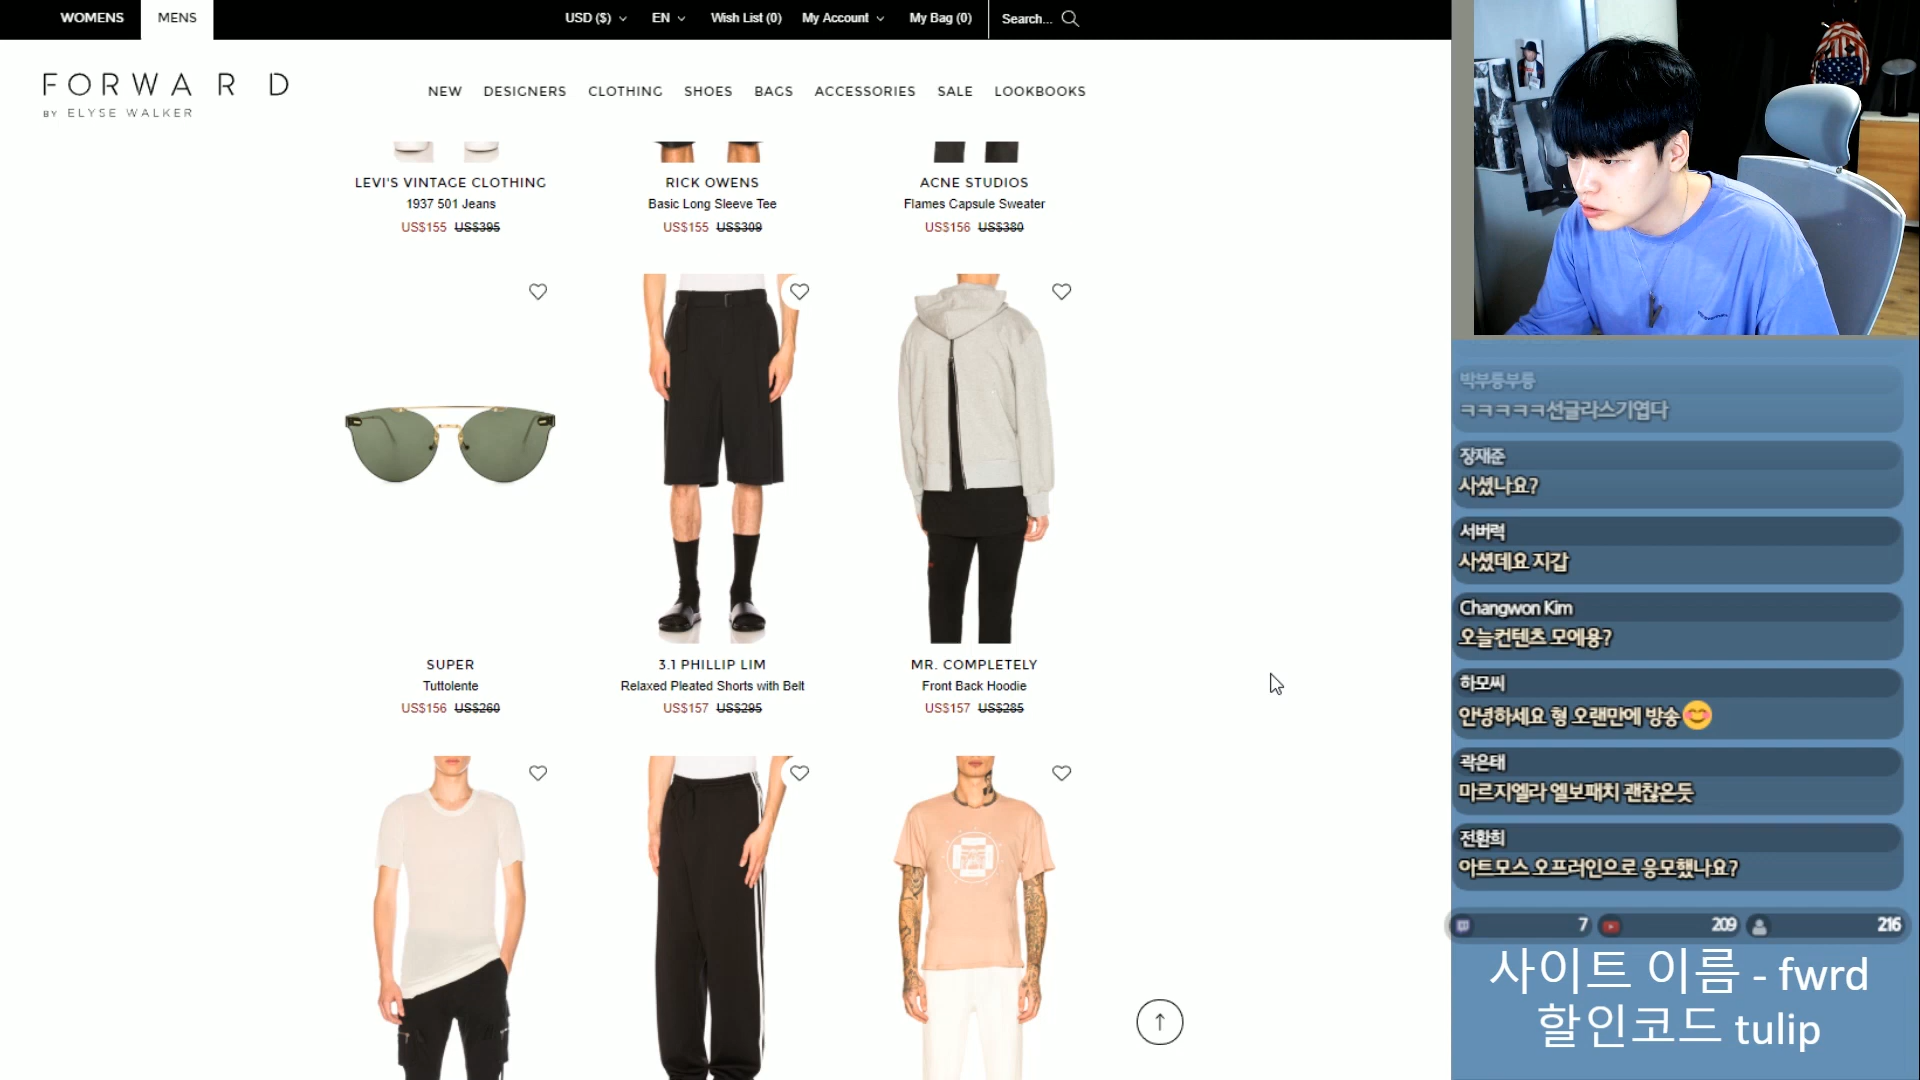 WOMENS
MENS
USD ($)
EN
Wish List (0)
My Account
My Bag (0)
Search...
FORWARD
BY ELYSE WALKER
NEW
DESIGNERS
CLOTHING
SHOES
BAGS
ACCESSORIES
SALE
LOOKBOOKS
LEVI'S VINTAGE CLOTHING
1937 501 Jeans
US$155 US$395
RICK OWENS
Basic Long Sleeve Tee
US$155 US$309
ACNE STUDIOS
Flames Capsule Sweater
US$156 US$380
SUPER
Tuttolente
US$156 US$260
3.1 PHILLIP LIM
Relaxed Pleated Shorts with Belt
US$157 US$295
MR. COMPLETELY
Front Back Hoodie
US$157 US$285
박부릉부릉
ㅋㅋㅋㅋㅋ선글라스기엽다
장재준
사셨나요?
서버럭
사셨데요 지갑
Changwon Kim
오늘컨텐츠 모에용?
하모씨
안녕하세요 형 오랜만에 방송😊
곽은태
마르지엘라 엘보패치 괜찮은듯
전환희
아트모스 오프러인으로 응모했나요?
7
209
216
사이트 이름 - fwrd
할인코드 tulip